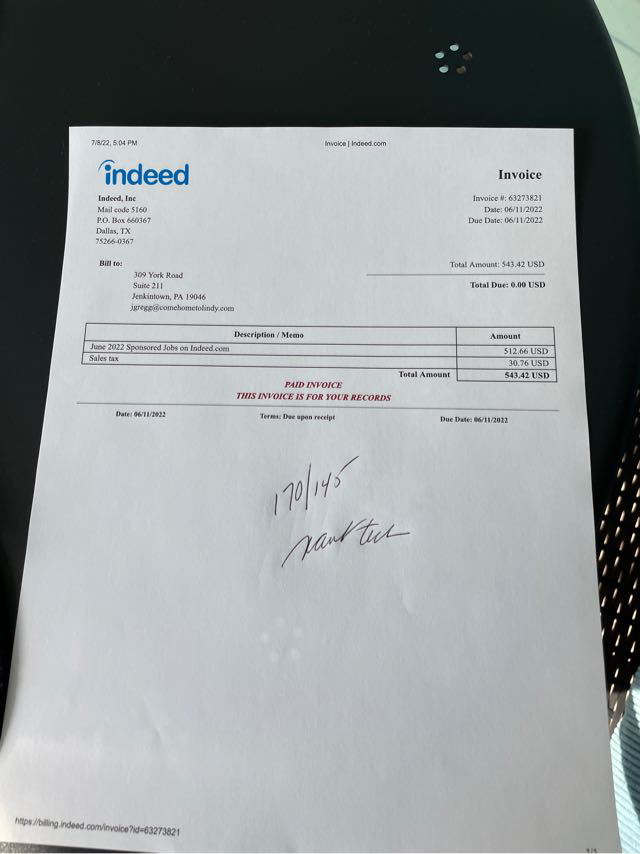 7/8/22, 5:04 PM Invoice | Indeed.com
indeed
Invoice
Indeed, Inc
Mail code 5160
P.O. Box 660367
Dallas, TX
75266-0367
Invoice #: 63273821
Date: 06/11/2022
Due Date: 06/11/2022
Bill to:
309 York Road
Suite 211
Jenkintown, PA 19046
jgregg@comehometolindy.com
Total Amount: 543.42 USD
Total Due: 0.00 USD
Description / Memo Amount
June 2022 Sponsored Jobs on Indeed.com 512.66 USD
Sales tax 30.76 USD
Total Amount 543.42 USD
PAID INVOICE
THIS INVOICE IS FOR YOUR RECORDS
Date: 06/11/2022 Terms: Due upon receipt Due Date: 06/11/2022
170/145
https://billing.indeed.com/invoice?id=63273821